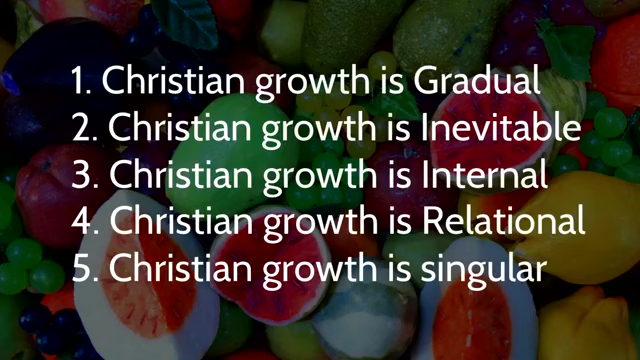 1. Christian growth is Gradual
2. Christian growth is Inevitable
3. Christian growth is Internal
4. Christian growth is Relational
5. Christian growth is singular